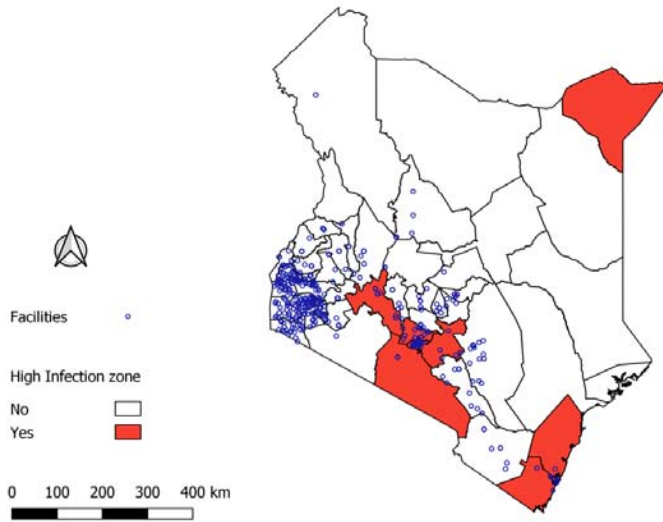 Facilities
High Infection zone
No
Yes
0 100 200 300 400 km